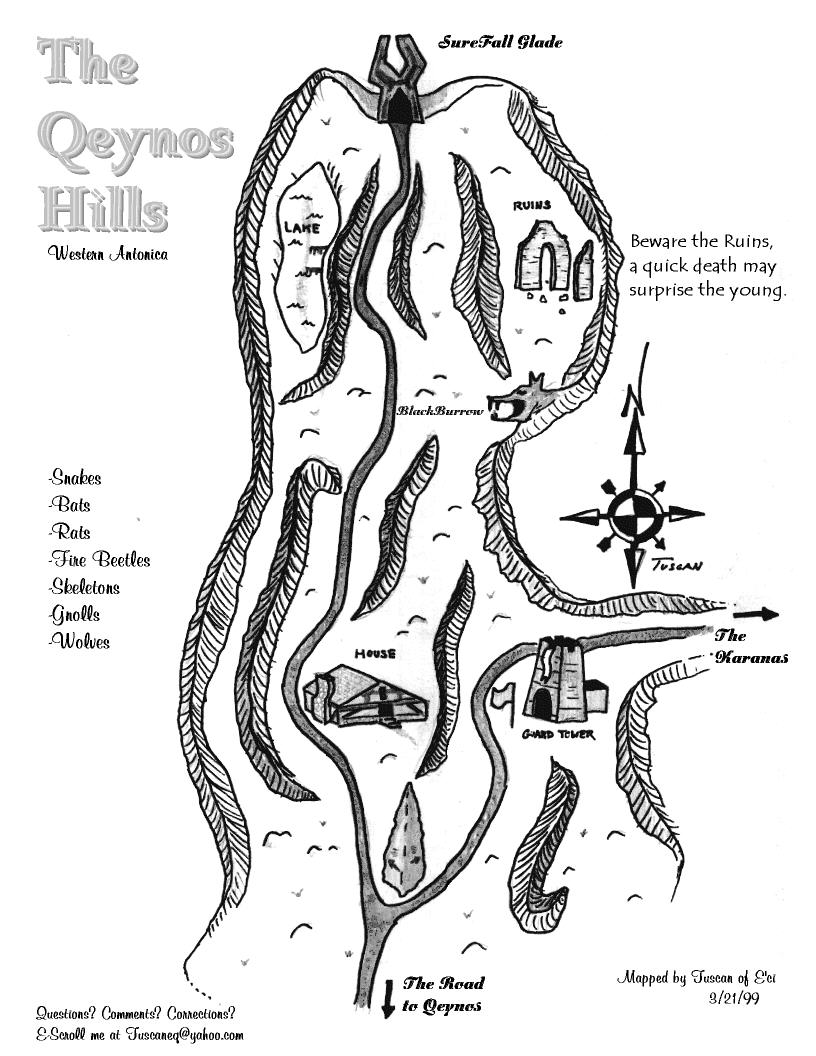 The
Qeynos
Hills
Western Antonica
SureFall Glade
LAKE
RUINS
Beware the Ruins,
a quick death may
surprise the young.
BlackBurrow
N
TUSCAN
-Snakes
-Bats
-Rats
-Fire Beetles
-Skeletons
-Gnolls
-Wolves
The
Karanas
HOUSE
GUARD TOWER
The Road
to Qeynos
Mapped by Tuscan of E'ci
3/21/99
Questions? Comments? Corrections?
E-Scroll me at Tuscaneq@yahoo.com